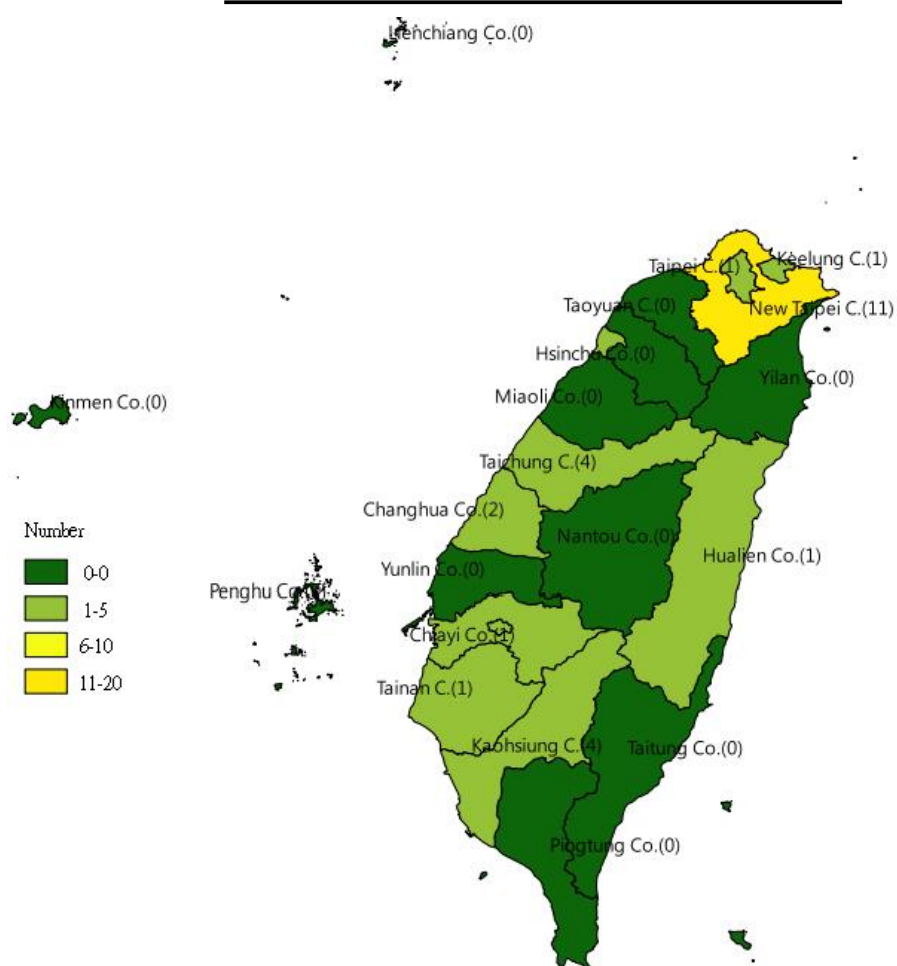 Lienchiang Co.(0)
Keelung C.(1)
Taipei C.(1)
New Taipei C.(11)
Taoyuan C.(0)
Hsinchu Co.(0)
Yilan Co.(0)
Miaoli Co.(0)
Kinmen Co.(0)
Taichung C.(4)
Changhua Co.(2)
Nantou Co.(0)
Hualien Co.(1)
Yunlin Co.(0)
Penghu
Chiayi Co.(1)
Tainan C.(1)
Kaohsiung C.(4)
Taitung Co.(0)
Pingtung Co.(0)
Number
0-0
1-5
6-10
11-20